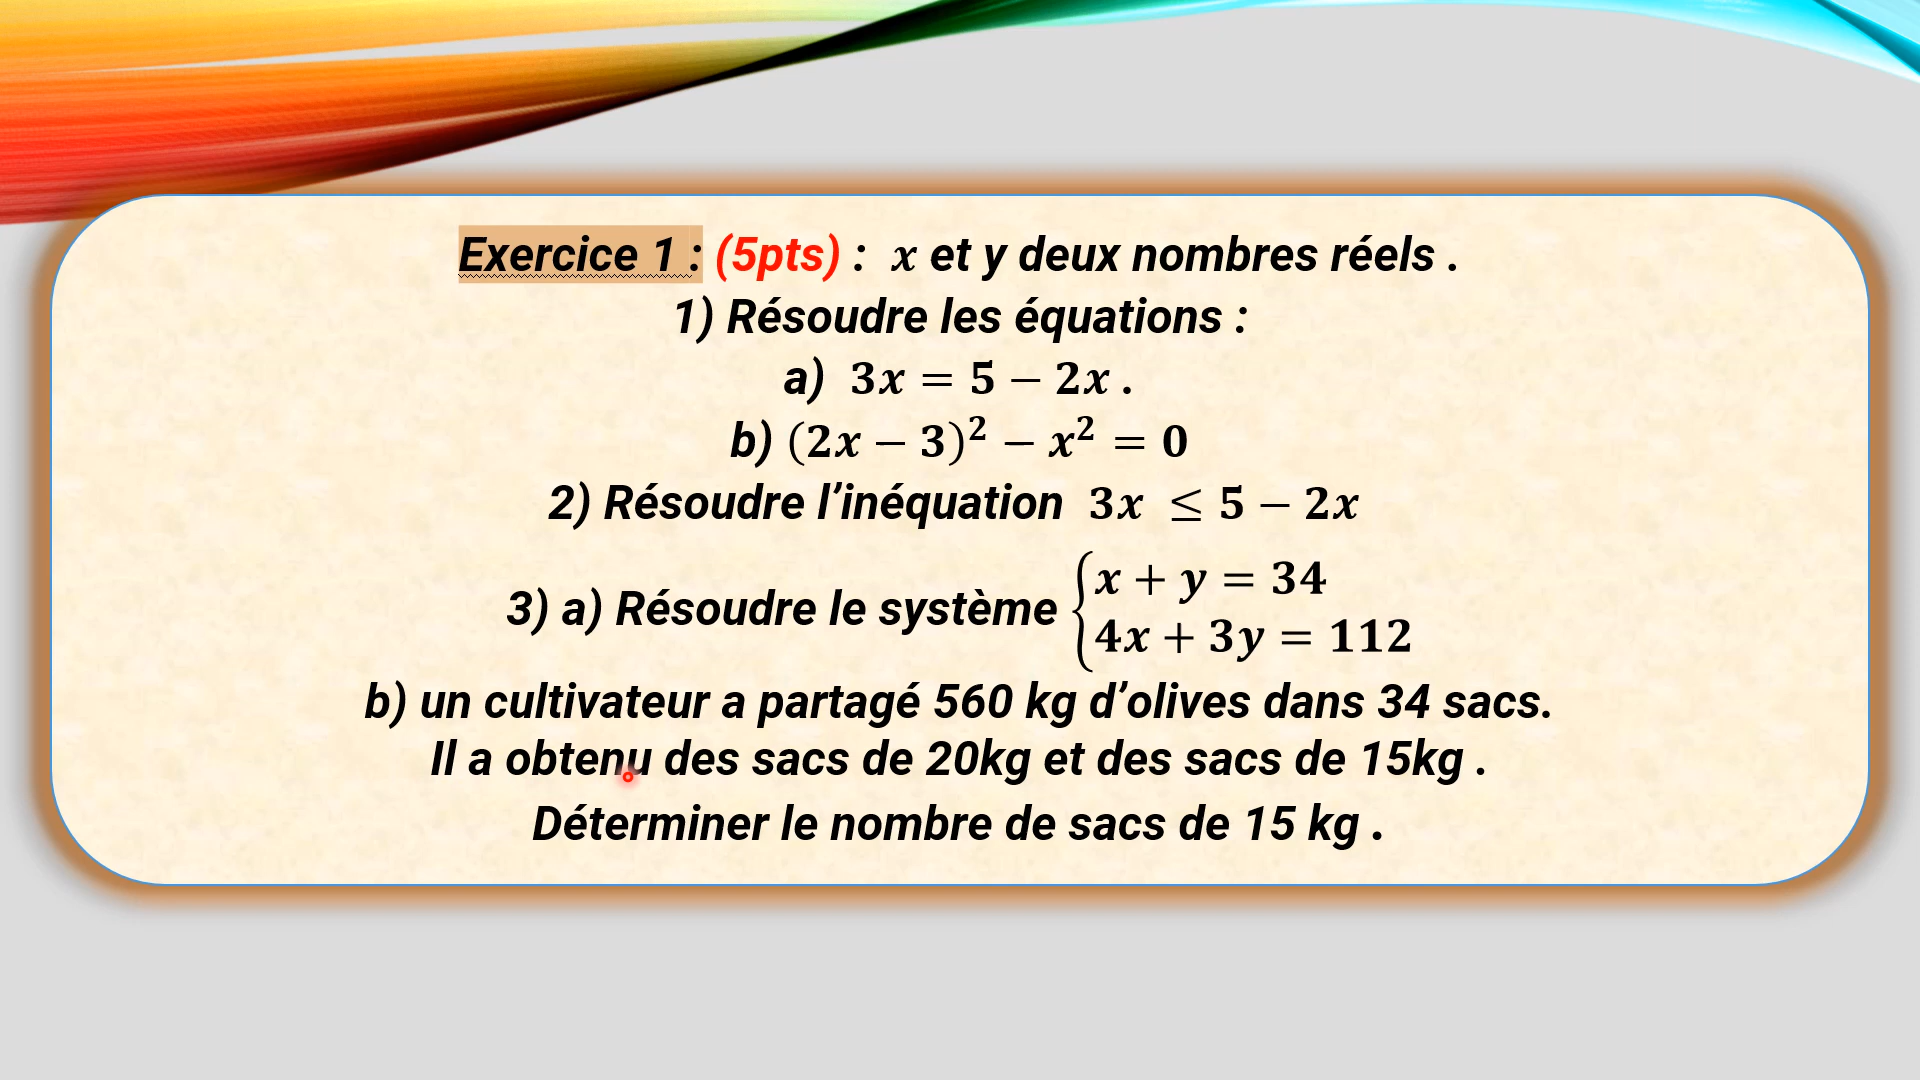 Exercice 1 : (5pts) : x et y deux nombres réels .
1) Résoudre les équations :
a) 3x = 5 − 2x .
b) (2x − 3)² − x² = 0
2) Résoudre l’inéquation 3x ≤ 5 − 2x
3) a) Résoudre le système { x + y = 34
4x + 3y = 112
b) un cultivateur a partagé 560 kg d’olives dans 34 sacs.
Il a obtenu des sacs de 20kg et des sacs de 15kg .
Déterminer le nombre de sacs de 15 kg .